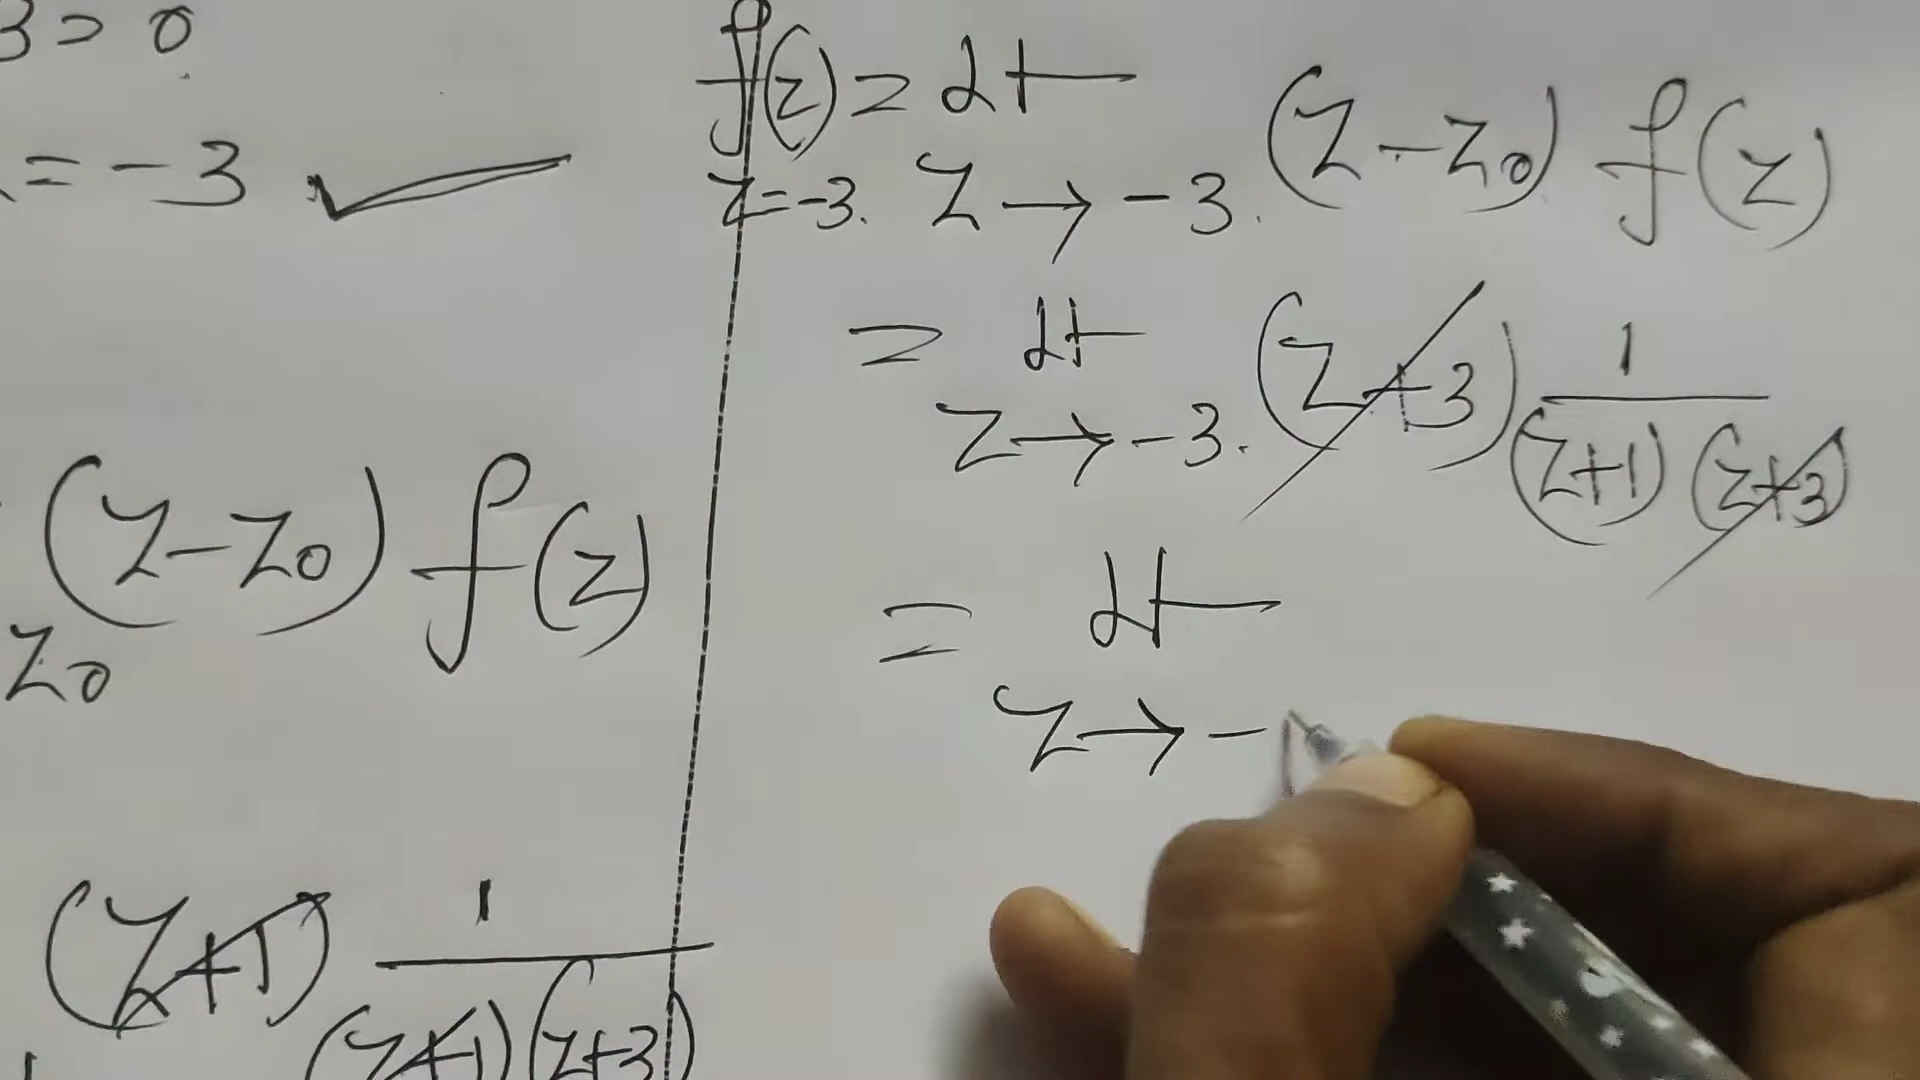 3 = 0
= -3 ✓
(z-z₀) f(z)
z₀
(z+1) 1
(z+1)(z+3)
f(z) = Lt (z-z₀) f(z)
z=-3. z → -3.
= Lt (z+3) 1
z → -3. (z+1) (z+3)
= Lt
z → -